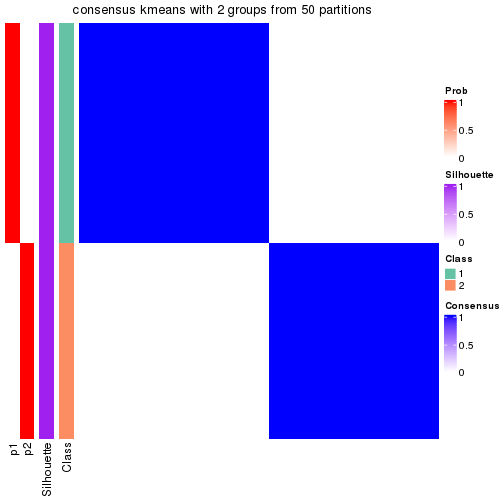 consensus kmeans with 2 groups from 50 partitions
Prob
1
0.5
0
Silhouette
1
0.5
0
Class
1
2
Consensus
1
0.5
0
p1
p2
Silhouette
Class